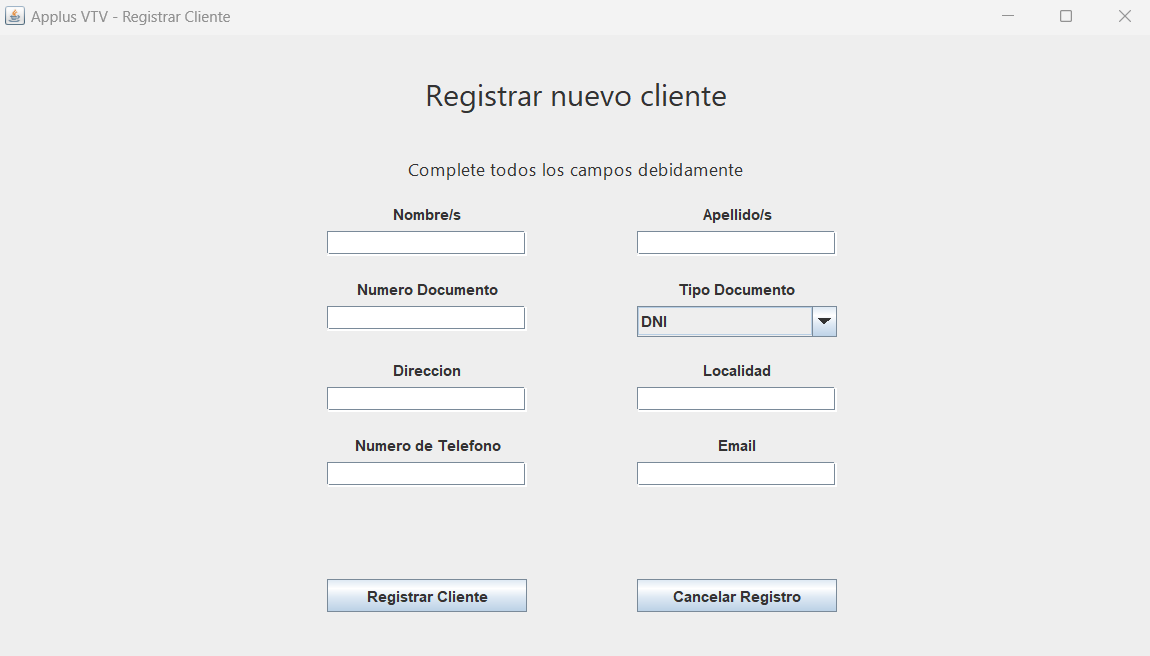 Applus VTV - Registrar Cliente
Registrar nuevo cliente
Complete todos los campos debidamente
Nombre/s
Apellido/s
Numero Documento
Tipo Documento
DNI
Direccion
Localidad
Numero de Telefono
Email
Registrar Cliente
Cancelar Registro